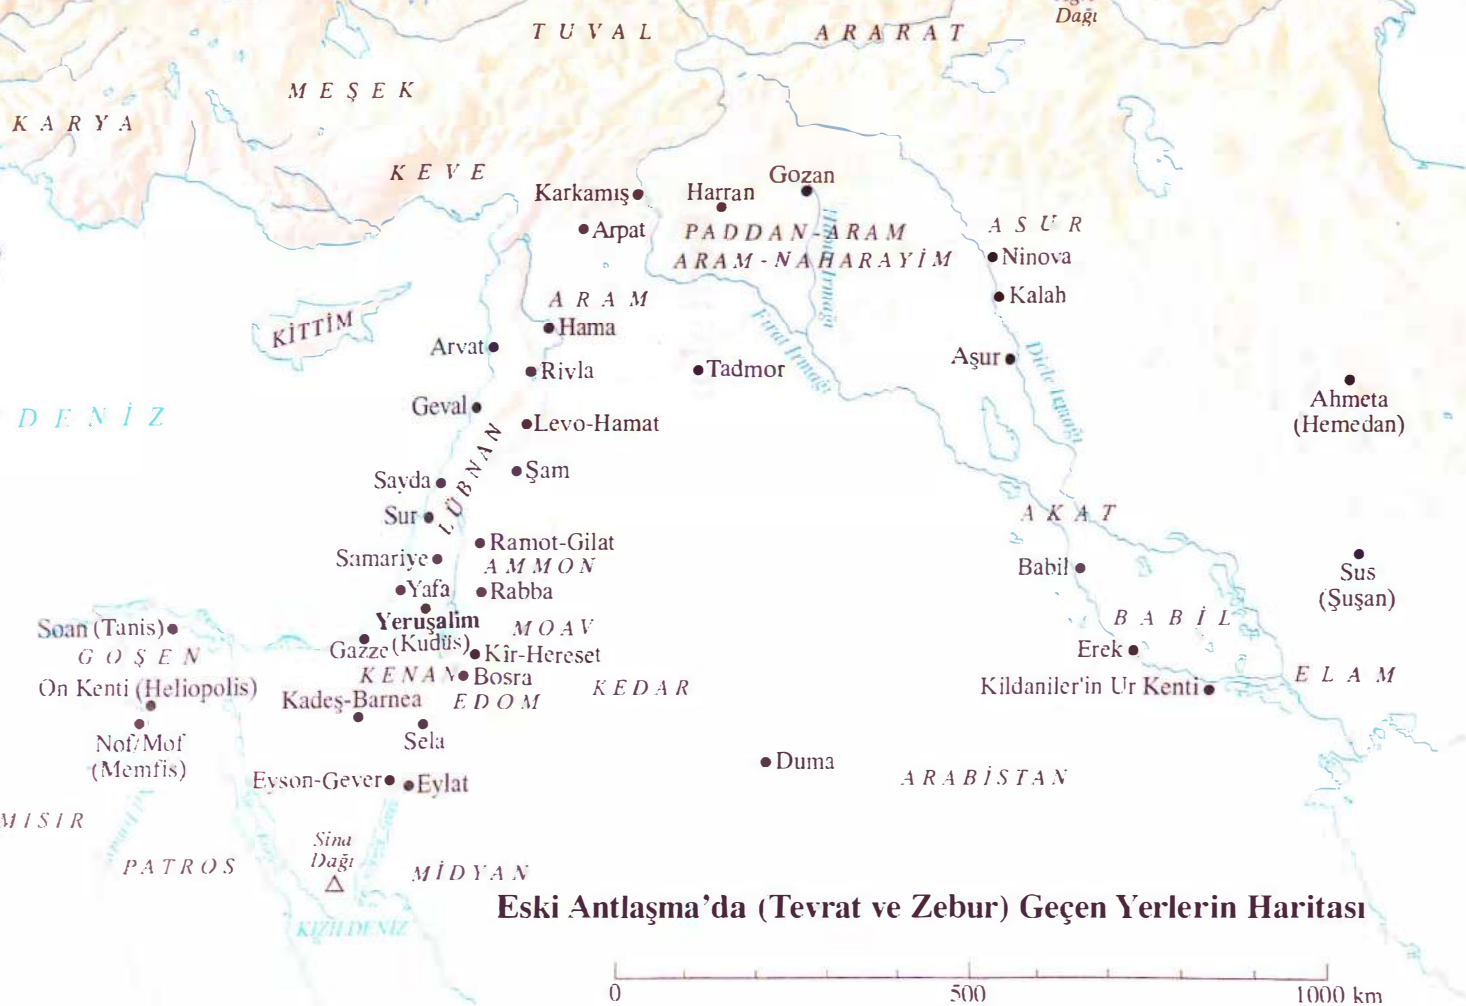 Dağı
TUVAL
ARARAT
MEŞEK
KARYA
KEVE
Gozan
Karkamış
Harran
Arpat
PADDAN-ARAM
ASUR
ARAM-NAHARAYİM
Ninova
Kalah
ARAM
KİTTİM
Hama
Fırat Irmağı
Arvat
Aşur
Dicle Irmağı
Rivla
Tadmor
Ahmeta
(Hemedan)
DENİZ
Geval
Levo-Hamat
LÜBNAN
Şam
Sayda
Sur
AKAT
Ramot-Gilat
Samariye
AMMON
Babil
Sus
(Şuşan)
Yafa
Rabba
Yeruşalim
(Kudüs)
Soan (Tanis)
MOAV
BABİL
Gazze
Kîr-Hereset
Erek
GOŞEN
KENAN
Bosra
ELAM
On Kenti (Heliopolis)
KEDAR
Kildaniler'in Ur Kenti
Kadeş-Barnea
EDOM
Nof/Mof
(Memfis)
Sela
Duma
Eyson-Gever
Eylat
ARABİSTAN
MISIR
Sina
Dağı
PATROS
MİDYAN
Eski Antlaşma'da (Tevrat ve Zebur) Geçen Yerlerin Haritası
KIZILDENİZ
0 500 1000 km